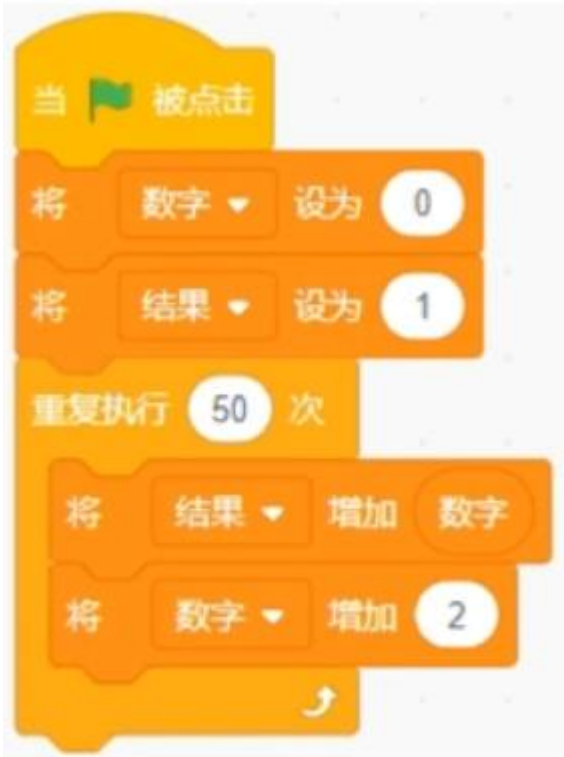 当 被点击
将 数字 设为 0
将 结果 设为 1
重复执行 50 次
将 结果 增加 数字
将 数字 增加 2